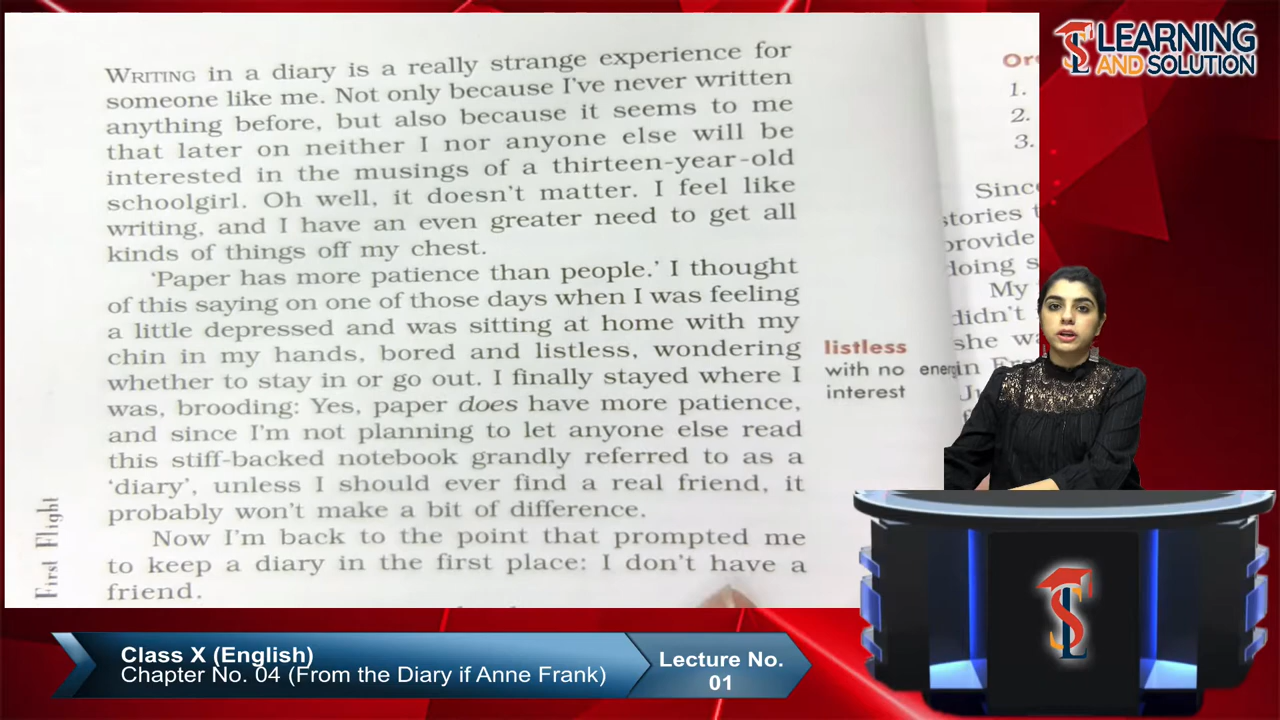 WRITING in a diary is a really strange experience for
someone like me. Not only because I've never written
anything before, but also because it seems to me
that later on neither I nor anyone else will be
interested in the musings of a thirteen-year-old
schoolgirl. Oh well, it doesn't matter. I feel like
writing, and I have an even greater need to get all
kinds of things off my chest.
'Paper has more patience than people.' I thought
of this saying on one of those days when I was feeling
a little depressed and was sitting at home with my
chin in my hands, bored and listless, wondering
whether to stay in or go out. I finally stayed where I
was, brooding: Yes, paper does have more patience,
and since I'm not planning to let anyone else read
this stiff-backed notebook grandly referred to as a
'diary', unless I should ever find a real friend, it
probably won't make a bit of difference.
Now I'm back to the point that prompted me
to keep a diary in the first place: I don't have a
friend.
First Flight
listless
with no
interest
1.
2.
3.
Since
stories
provide
doing
My
didn't
she
in
LEARNING
AND SOLUTION
Class X (English)
Chapter No. 04 (From the Diary if Anne Frank)
Lecture No.
01